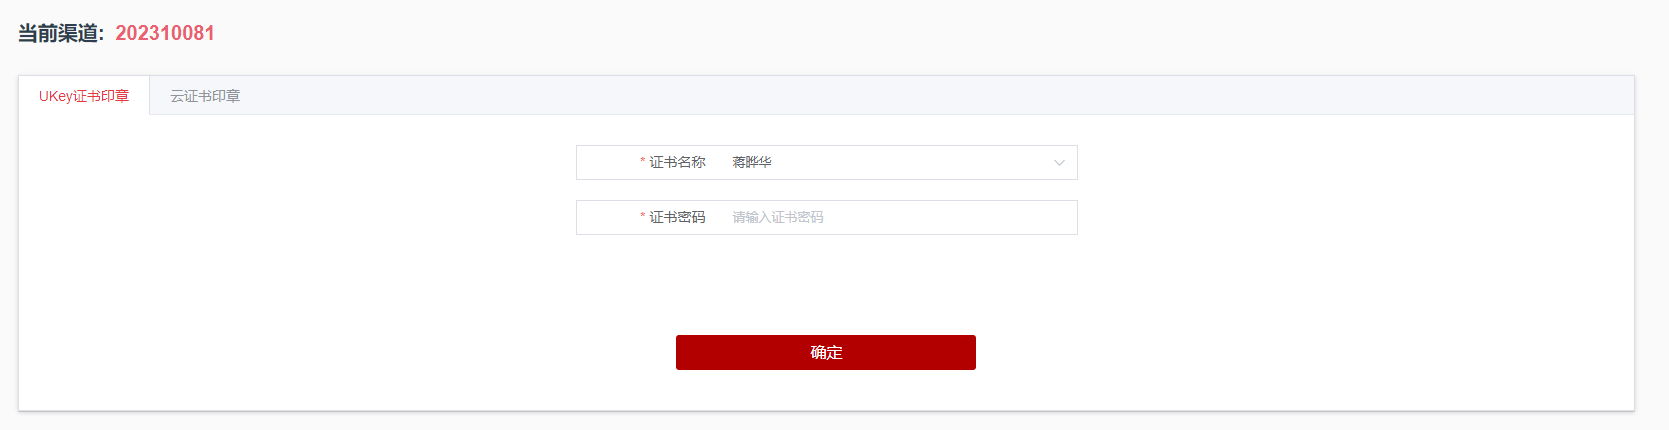 当前渠道: 202310081
UKey证书印章 云证书印章
* 证书名称 蒋晔华
* 证书密码 请输入证书密码
确定